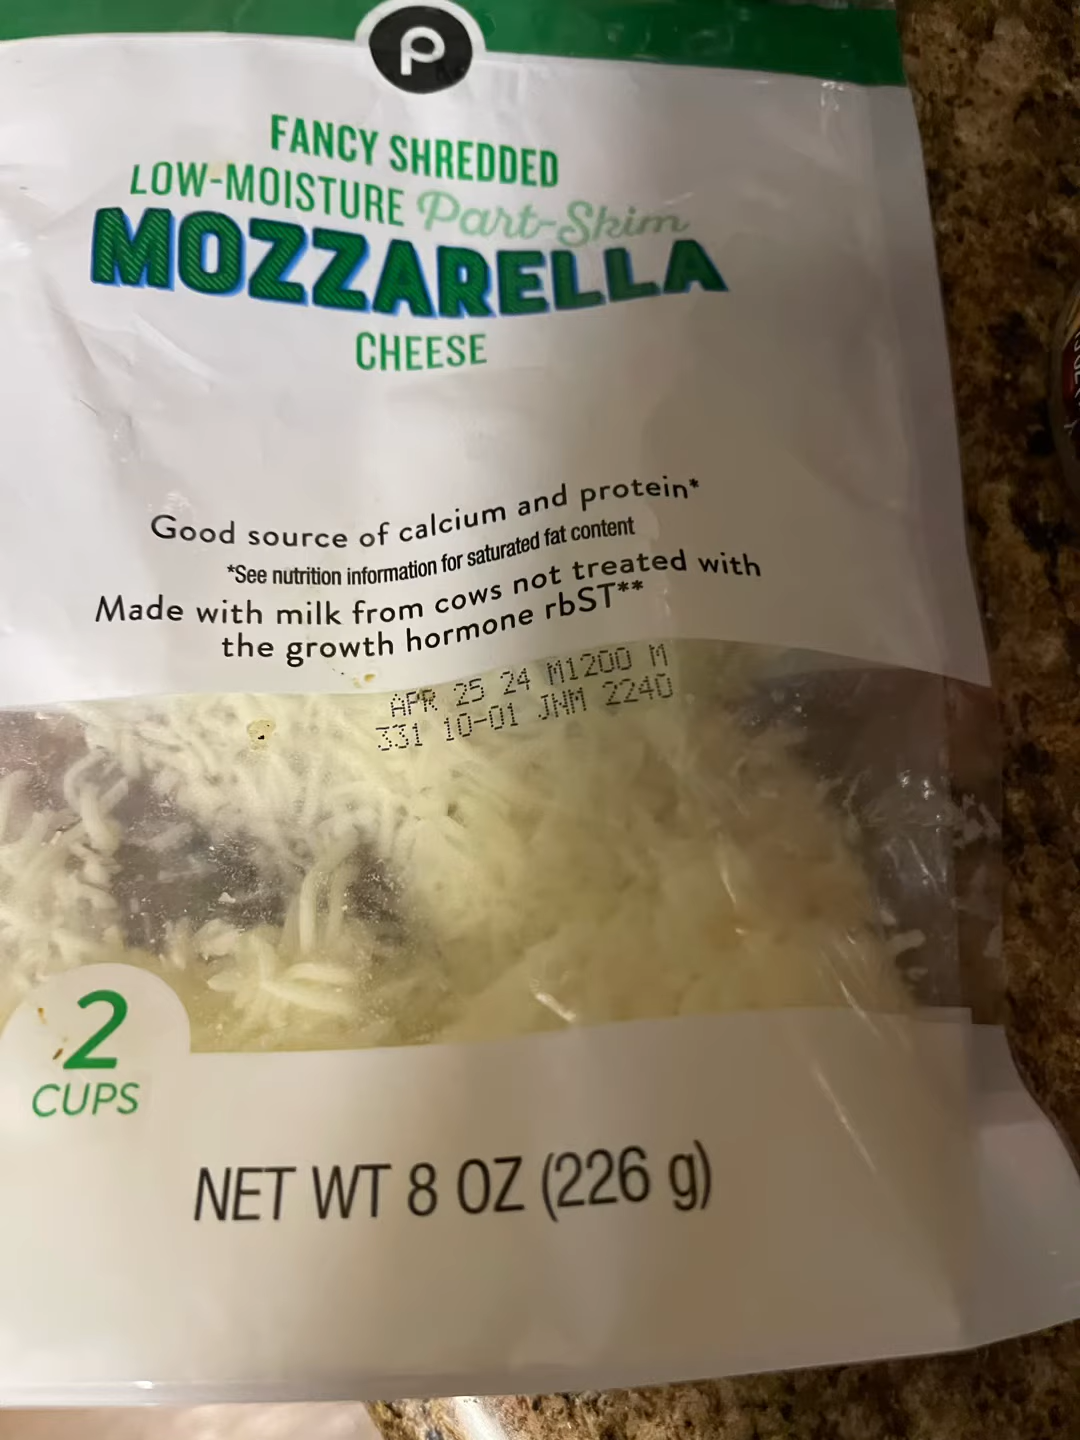 P
FANCY SHREDDED
LOW-MOISTURE Part-Skim
MOZZARELLA
CHEESE
Good source of calcium and protein*
*See nutrition information for saturated fat content
Made with milk from cows not treated with
the growth hormone rbST**
APR 25 24 M1200 M
331 10-01 JNM 2240
2
CUPS
NET WT 8 OZ (226 g)